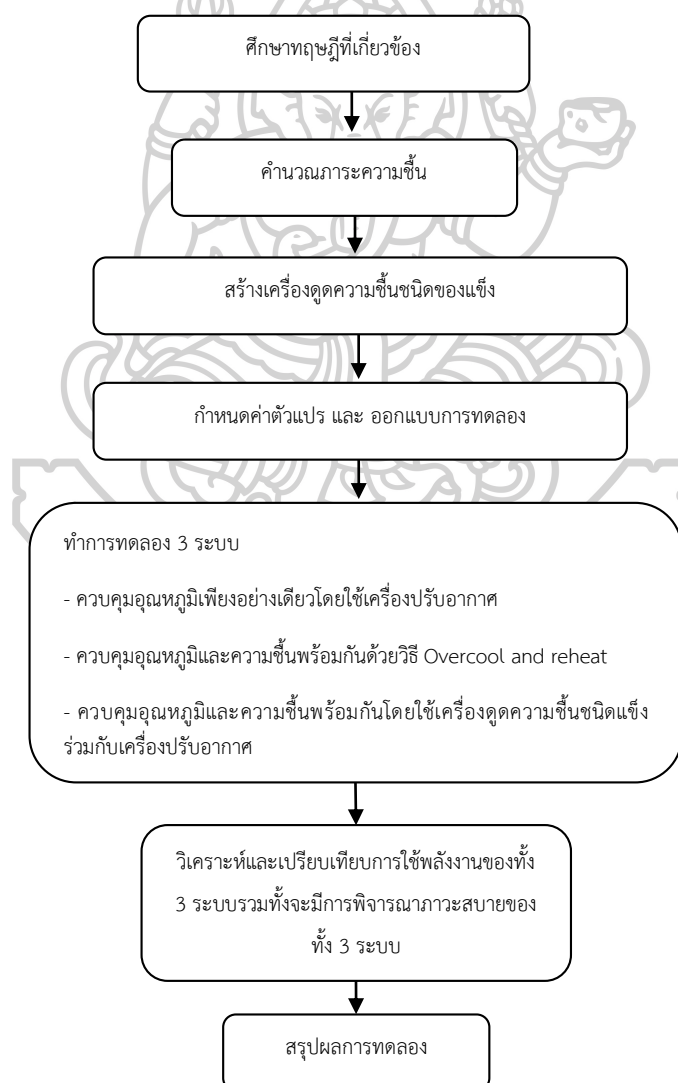 ศึกษาทฤษฎีที่เกี่ยวข้อง
คำนวณภาระความชื้น
สร้างเครื่องดูดความชื้นชนิดของแข็ง
กำหนดค่าตัวแปร และ ออกแบบการทดลอง
ทำการทดลอง 3 ระบบ
- ควบคุมอุณหภูมิเพียงอย่างเดียวโดยใช้เครื่องปรับอากาศ
- ควบคุมอุณหภูมิและความชื้นพร้อมกันด้วยวิธี Overcool and reheat
- ควบคุมอุณหภูมิและความชื้นพร้อมกันโดยใช้เครื่องดูดความชื้นชนิดแข็ง
ร่วมกับเครื่องปรับอากาศ
วิเคราะห์และเปรียบเทียบการใช้พลังงานของทั้ง
3 ระบบรวมทั้งจะมีการพิจารณาภาวะสบายของ
ทั้ง 3 ระบบ
สรุปผลการทดลอง